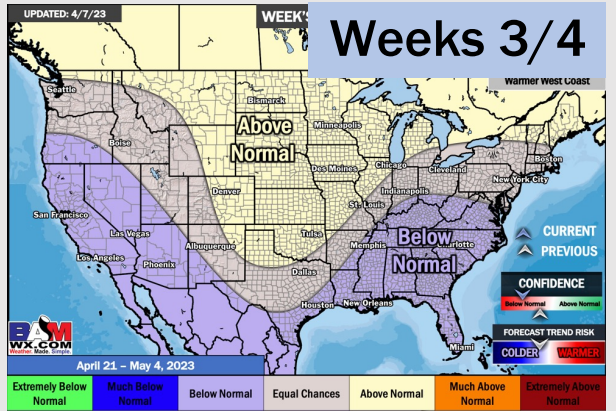 UPDATED: 4/7/23
WEEK'S
Weeks 3/4
Warmer West Coast
Seattle
Bismarck
Above
Normal
Minneapolis
Boise
Boston
Chicago
Cleveland
Des Moines
New York City
Denver
Indianapolis
St. Louis
San Francisco
Las Vegas
Tulsa
Below
Normal
Charlotte
CURRENT
PREVIOUS
Albuquerque
Memphis
Los Angeles
Phoenix
Dallas
CONFIDENCE
Below Normal Above Normal
Houston
New Orleans
FORECAST TREND RISK
COLDER WARMER
BAM
WX.COM
Weather. Made. Simple.
Miami
April 21 – May 4, 2023
Extremely Below Normal
Much Below Normal
Below Normal
Equal Chances
Above Normal
Much Above Normal
Extremely Above Normal